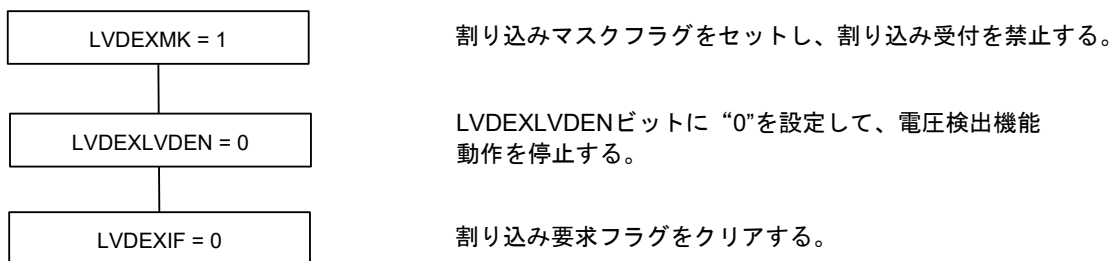 LVDEXMK = 1
割り込みマスクフラグをセットし、割り込み受付を禁止する。
LVDEXLVDEN = 0
LVDEXLVDENビットに“0”を設定して、電圧検出機能
動作を停止する。
LVDEXIF = 0
割り込み要求フラグをクリアする。